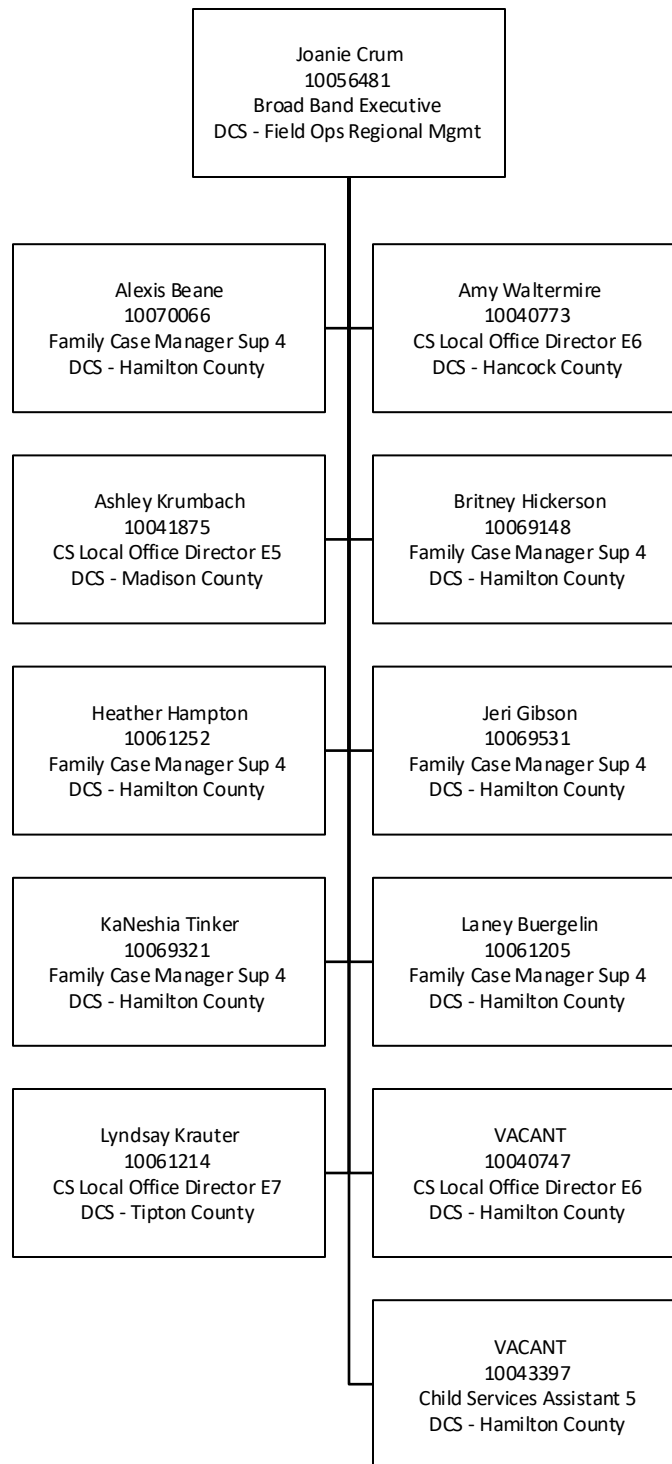 Joanie Crum
10056481
Broad Band Executive
DCS - Field Ops Regional Mgmt
Alexis Beane
10070066
Family Case Manager Sup 4
DCS - Hamilton County
Amy Waltermire
10040773
CS Local Office Director E6
DCS - Hancock County
Ashley Krumbach
10041875
CS Local Office Director E5
DCS - Madison County
Britney Hickerson
10069148
Family Case Manager Sup 4
DCS - Hamilton County
Heather Hampton
10061252
Family Case Manager Sup 4
DCS - Hamilton County
Jeri Gibson
10069531
Family Case Manager Sup 4
DCS - Hamilton County
KaNeshia Tinker
10069321
Family Case Manager Sup 4
DCS - Hamilton County
Laney Buergelin
10061205
Family Case Manager Sup 4
DCS - Hamilton County
Lyndsay Krauter
10061214
CS Local Office Director E7
DCS - Tipton County
VACANT
10040747
CS Local Office Director E6
DCS - Hamilton County
VACANT
10043397
Child Services Assistant 5
DCS - Hamilton County